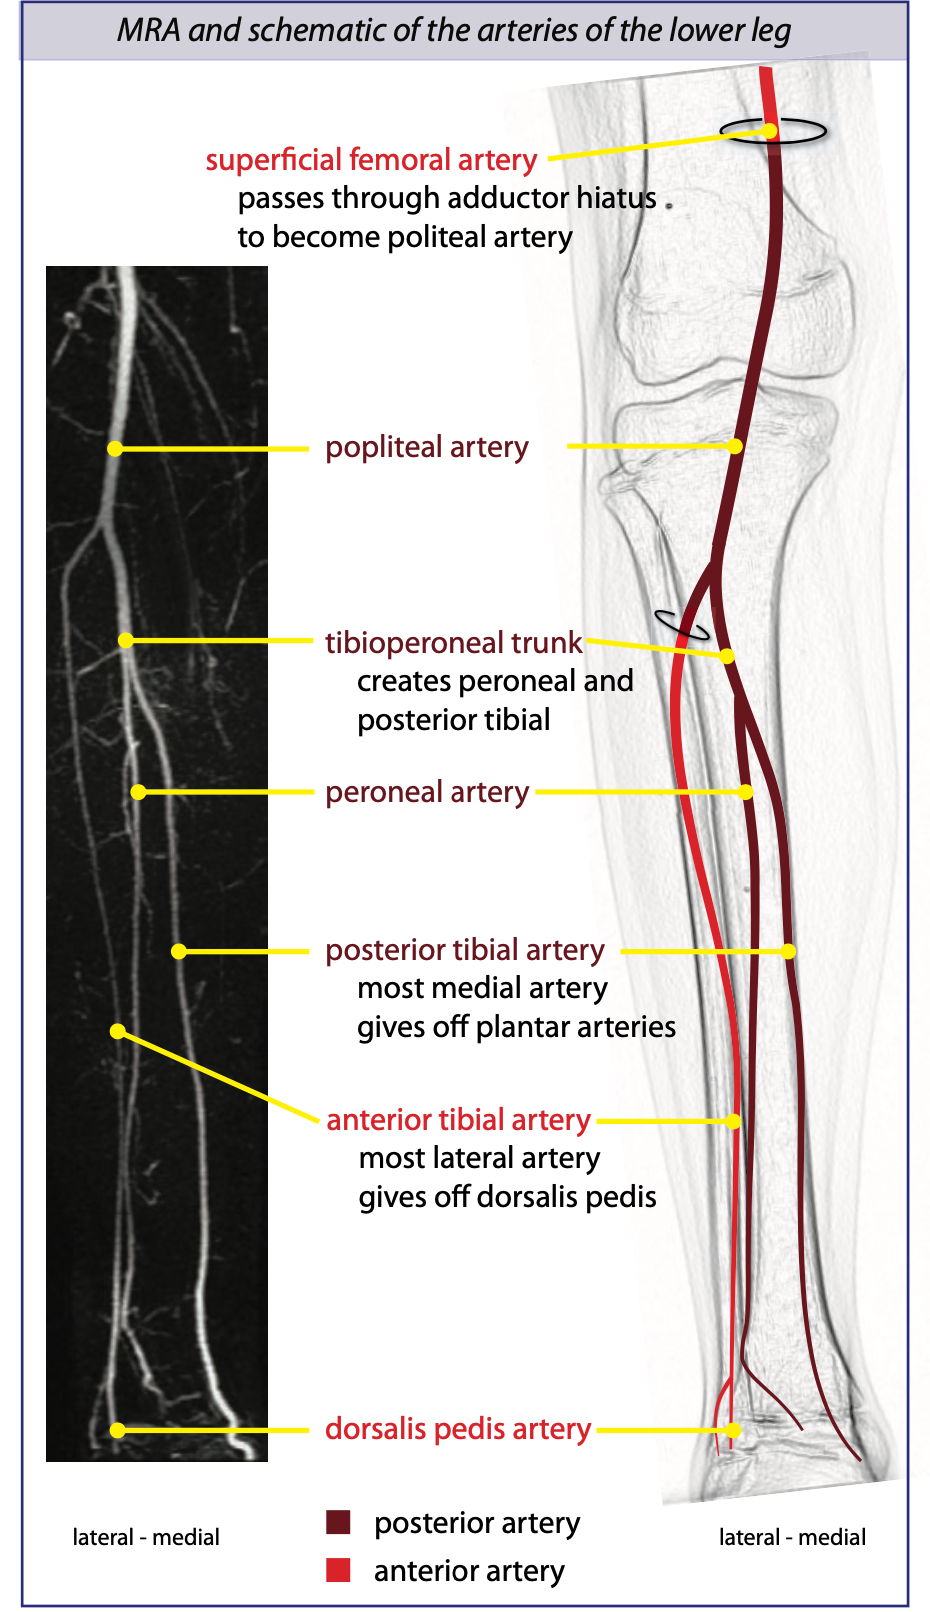 MRA and schematic of the arteries of the lower leg
superficial femoral artery
passes through adductor hiatus
to become politeal artery
popliteal artery
tibioperoneal trunk
creates peroneal and
posterior tibial
peroneal artery
posterior tibial artery
most medial artery
gives off plantar arteries
anterior tibial artery
most lateral artery
gives off dorsalis pedis
dorsalis pedis artery
lateral - medial
posterior artery
anterior artery
lateral - medial